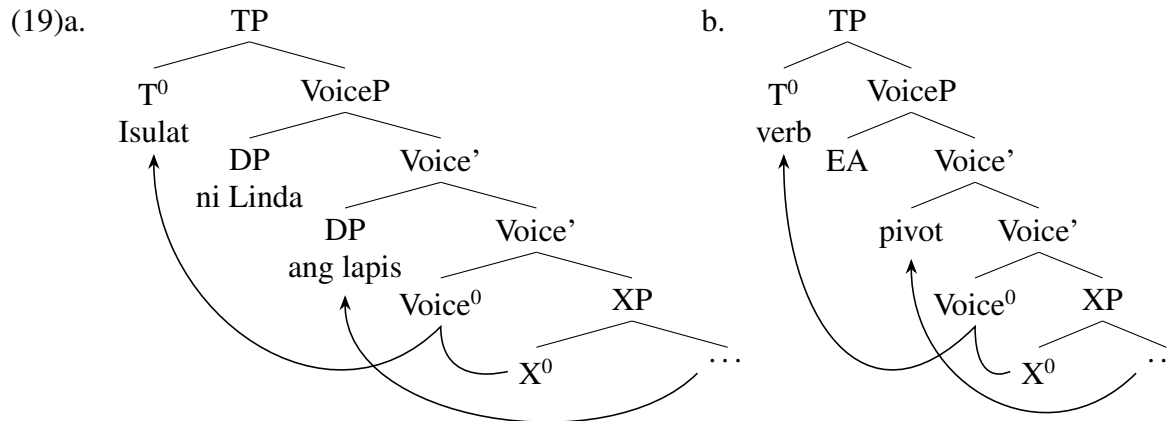 (19)a. TP b. TP
T⁰ VoiceP T⁰ VoiceP
Isulat verb
DP Voice’ EA Voice’
ni Linda
DP Voice’ pivot Voice’
ang lapis
Voice⁰ XP Voice⁰ XP
X⁰ ... X⁰ ..